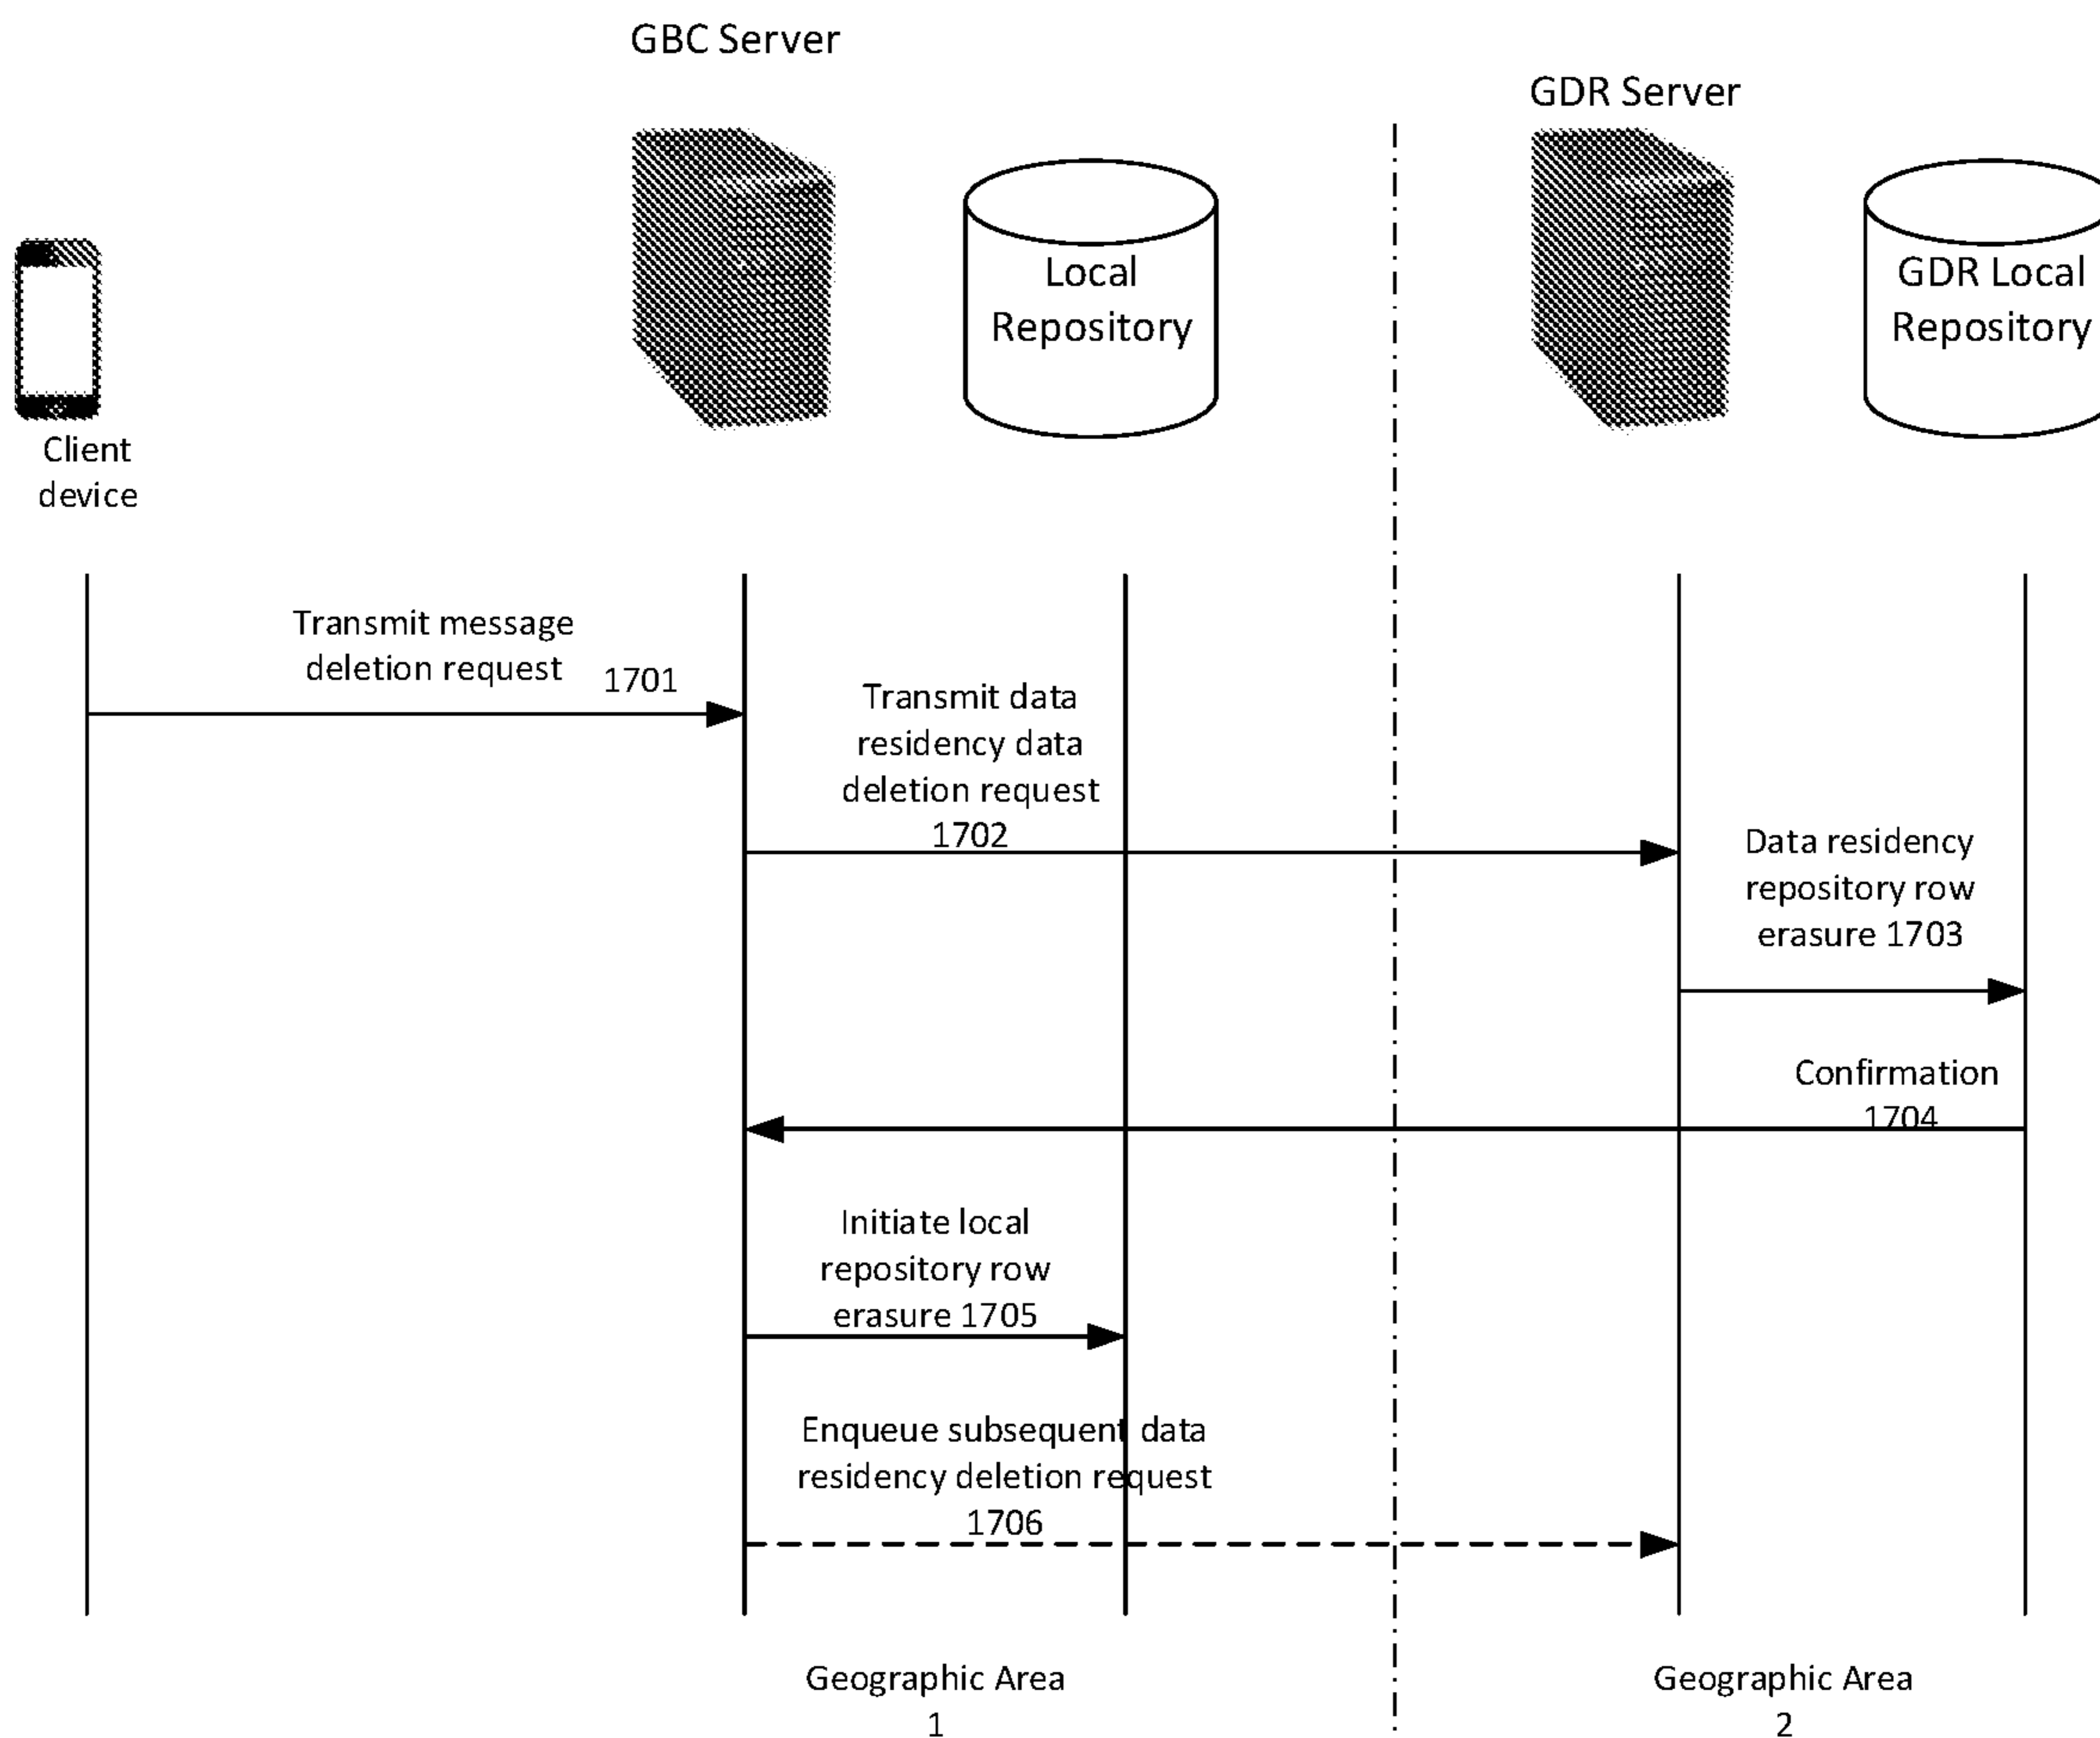 GBC Server
GDR Server
Local
Repository
GDR Local
Repository
Client
device
Transmit message
deletion request
1701
Transmit data
residency data
deletion request
1702
Data residency
repository row
erasure 1703
Confirmation
1704
Initiate local
repository row
erasure 1705
Enqueue subsequent data
residency deletion request
1706
Geographic Area
1
Geographic Area
2